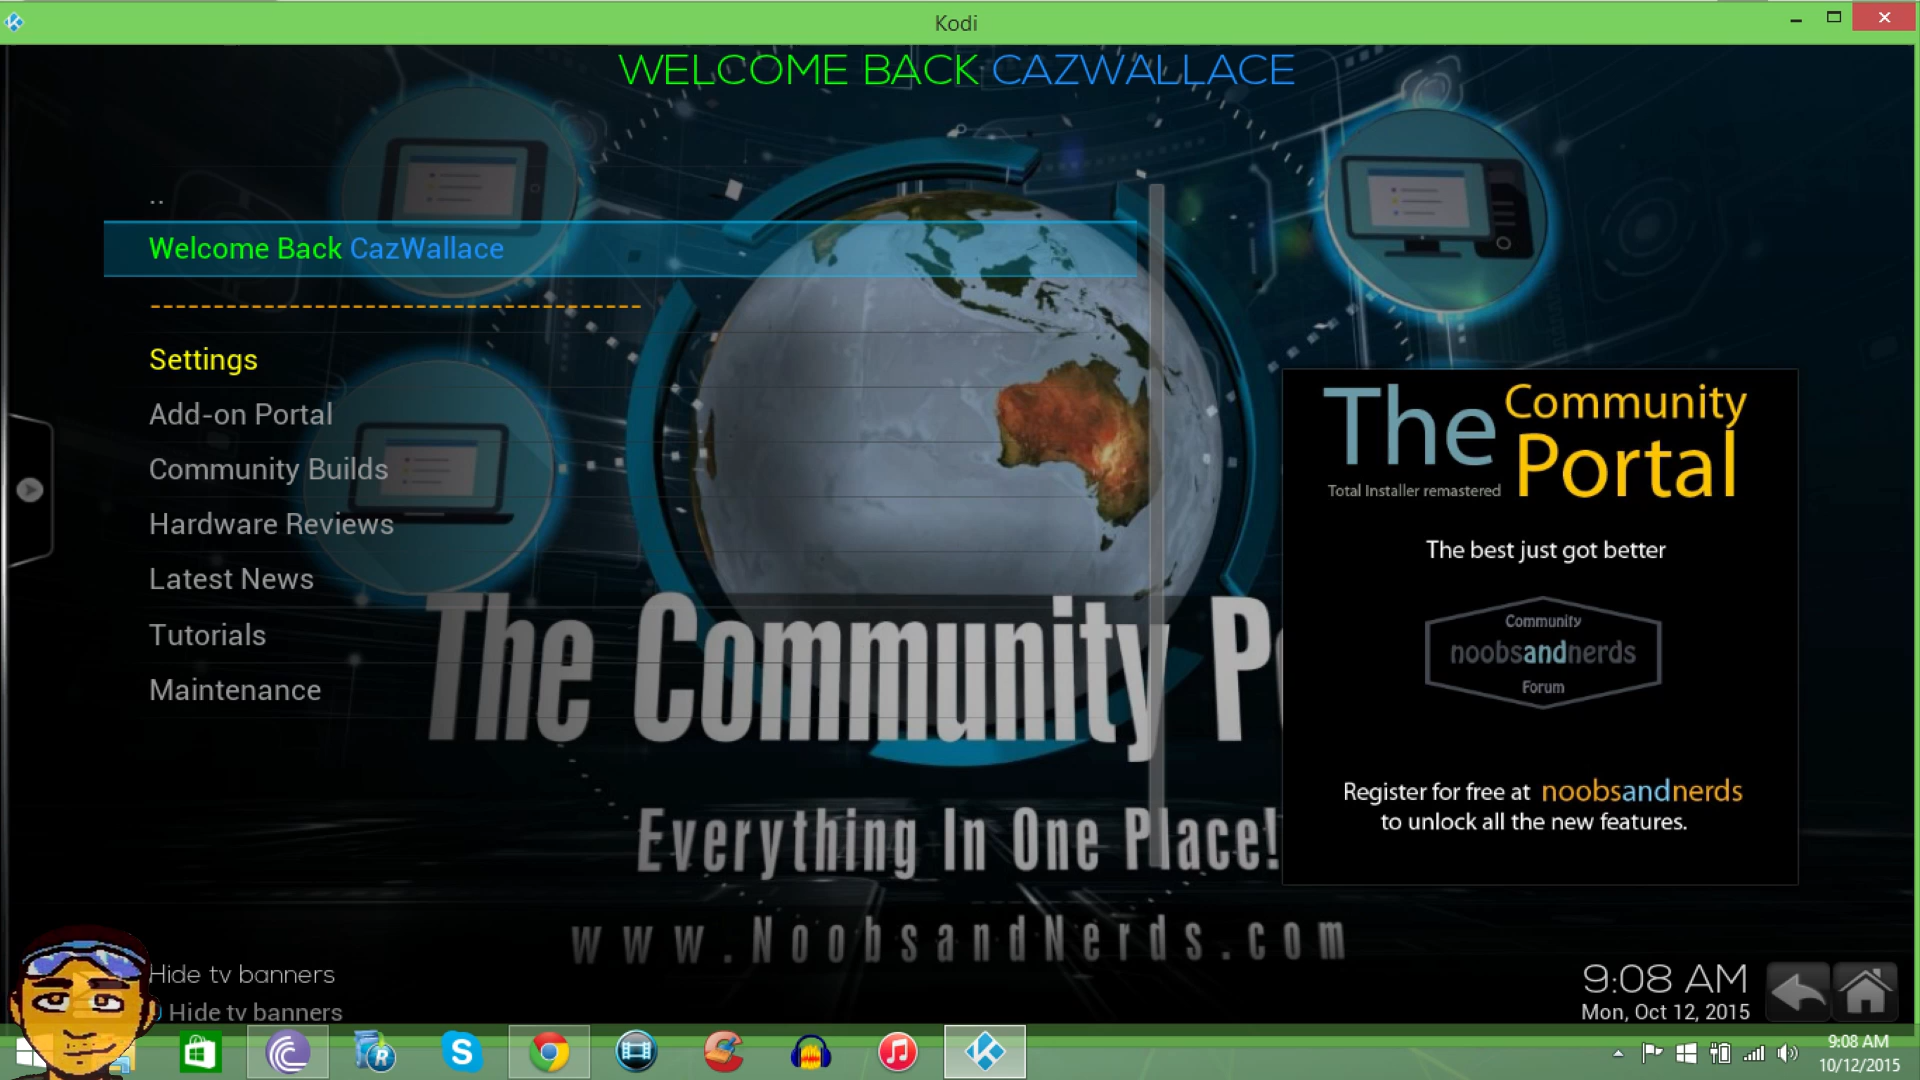 Kodi
WELCOME BACK CAZWALLACE
..
Welcome Back CazWallace
---------------------------------------
Settings
Add-on Portal
Community Builds
Hardware Reviews
Latest News
Tutorials
Maintenance
The Community Po
Everything In One Place!
www.NoobsandNerds.com
The Community Portal
Total Installer remastered
The best just got better
Community
noobsandnerds
Forum
Register for free at noobsandnerds
to unlock all the new features.
Hide tv banners
Hide tv banners
9:08 AM
Mon, Oct 12, 2015
9:08 AM
10/12/2015